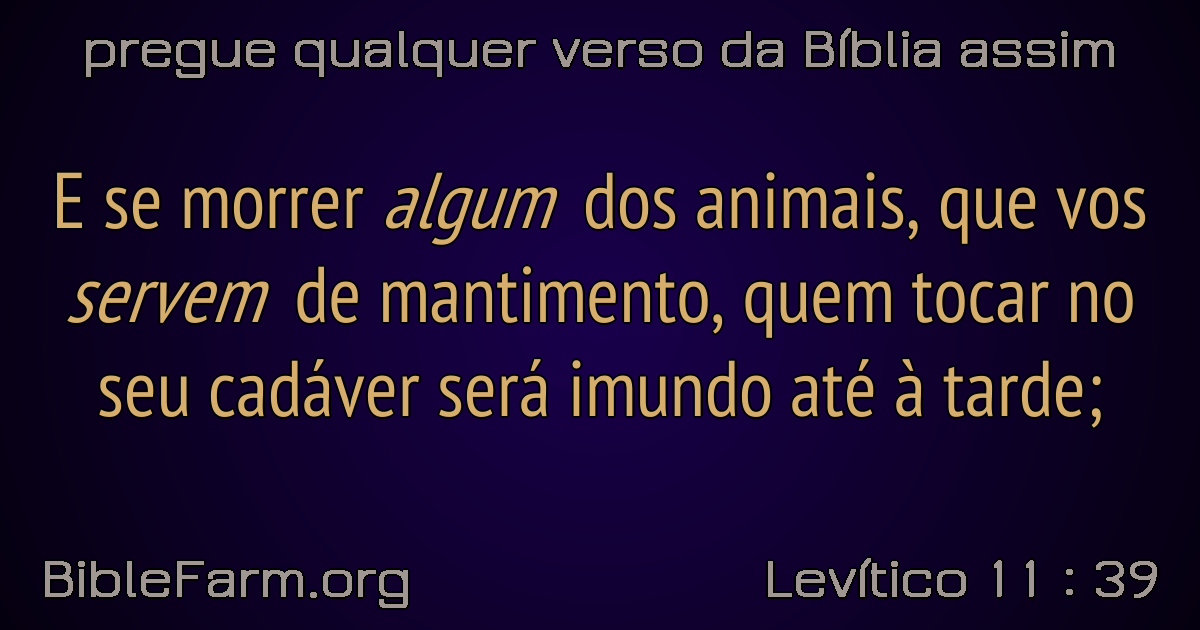 pregue qualquer verso da Bíblia assim
E se morrer algum dos animais, que vos
servem de mantimento, quem tocar no
seu cadáver será imundo até à tarde;
BibleFarm.org
Levítico 11 : 39